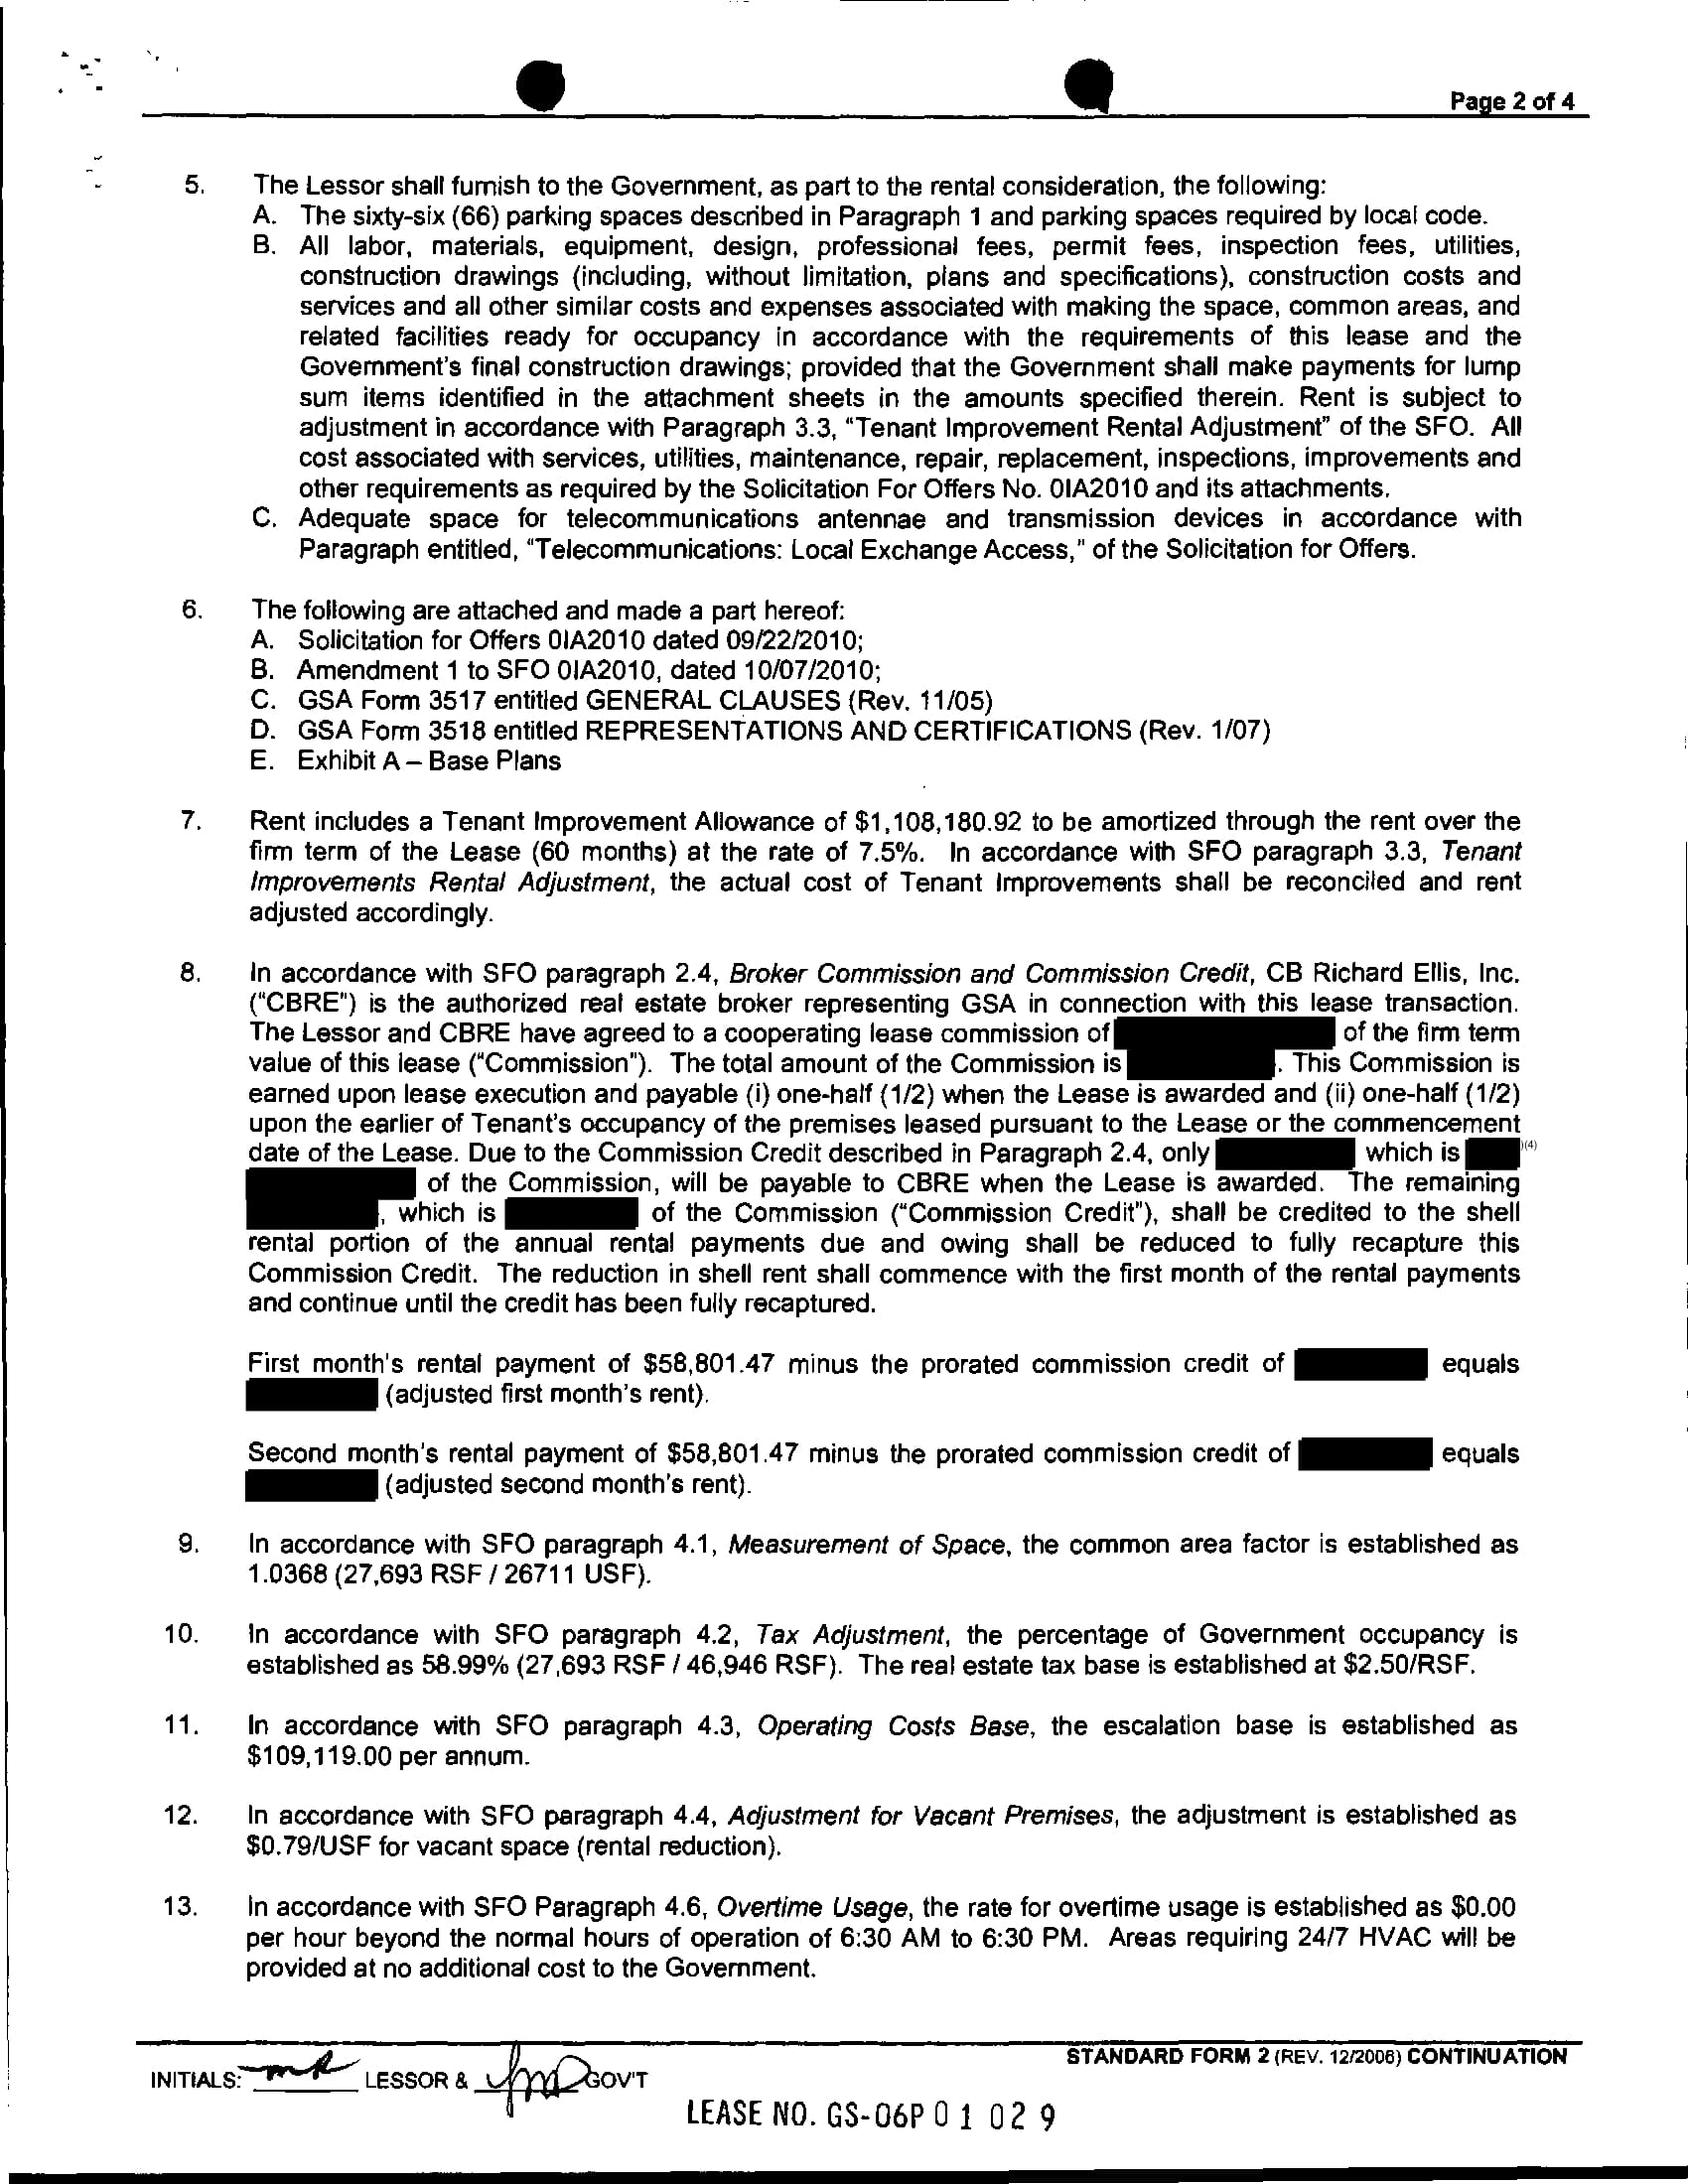 Page 2 of 4
5. The Lessor shall furnish to the Government, as part to the rental consideration, the following:
A. The sixty-six (66) parking spaces described in Paragraph 1 and parking spaces required by local code.
B. All labor, materials, equipment, design, professional fees, permit fees, inspection fees, utilities,
construction drawings (including, without limitation, plans and specifications), construction costs and
services and all other similar costs and expenses associated with making the space, common areas, and
related facilities ready for occupancy in accordance with the requirements of this lease and the
Government's final construction drawings; provided that the Government shall make payments for lump
sum items identified in the attachment sheets in the amounts specified therein. Rent is subject to
adjustment in accordance with Paragraph 3.3, "Tenant Improvement Rental Adjustment" of the SFO. All
cost associated with services, utilities, maintenance, repair, replacement, inspections, improvements and
other requirements as required by the Solicitation For Offers No. 0IA2010 and its attachments.
C. Adequate space for telecommunications antennae and transmission devices in accordance with
Paragraph entitled, "Telecommunications: Local Exchange Access," of the Solicitation for Offers.
6. The following are attached and made a part hereof:
A. Solicitation for Offers 0IA2010 dated 09/22/2010;
B. Amendment 1 to SFO 0IA2010, dated 10/07/2010;
C. GSA Form 3517 entitled GENERAL CLAUSES (Rev. 11/05)
D. GSA Form 3518 entitled REPRESENTATIONS AND CERTIFICATIONS (Rev. 1/07)
E. Exhibit A – Base Plans
7. Rent includes a Tenant Improvement Allowance of $1,108,180.92 to be amortized through the rent over the
firm term of the Lease (60 months) at the rate of 7.5%. In accordance with SFO paragraph 3.3, Tenant
Improvements Rental Adjustment, the actual cost of Tenant Improvements shall be reconciled and rent
adjusted accordingly.
8. In accordance with SFO paragraph 2.4, Broker Commission and Commission Credit, CB Richard Ellis, Inc.
("CBRE") is the authorized real estate broker representing GSA in connection with this lease transaction.
The Lessor and CBRE have agreed to a cooperating lease commission of of the firm term
value of this lease ("Commission"). The total amount of the Commission is . This Commission is
earned upon lease execution and payable (i) one-half (1/2) when the Lease is awarded and (ii) one-half (1/2)
upon the earlier of Tenant's occupancy of the premises leased pursuant to the Lease or the commencement
date of the Lease. Due to the Commission Credit described in Paragraph 2.4, only which is )(4)
of the Commission, will be payable to CBRE when the Lease is awarded. The remaining
, which is of the Commission ("Commission Credit"), shall be credited to the shell
rental portion of the annual rental payments due and owing shall be reduced to fully recapture this
Commission Credit. The reduction in shell rent shall commence with the first month of the rental payments
and continue until the credit has been fully recaptured.
First month's rental payment of $58,801.47 minus the prorated commission credit of equals
(adjusted first month's rent).
Second month's rental payment of $58,801.47 minus the prorated commission credit of equals
(adjusted second month's rent).
9. In accordance with SFO paragraph 4.1, Measurement of Space, the common area factor is established as
1.0368 (27,693 RSF / 26711 USF).
10. In accordance with SFO paragraph 4.2, Tax Adjustment, the percentage of Government occupancy is
established as 58.99% (27,693 RSF / 46,946 RSF). The real estate tax base is established at $2.50/RSF.
11. In accordance with SFO paragraph 4.3, Operating Costs Base, the escalation base is established as
$109,119.00 per annum.
12. In accordance with SFO paragraph 4.4, Adjustment for Vacant Premises, the adjustment is established as
$0.79/USF for vacant space (rental reduction).
13. In accordance with SFO Paragraph 4.6, Overtime Usage, the rate for overtime usage is established as $0.00
per hour beyond the normal hours of operation of 6:30 AM to 6:30 PM. Areas requiring 24/7 HVAC will be
provided at no additional cost to the Government.
STANDARD FORM 2 (REV. 12/2006) CONTINUATION
INITIALS: LESSOR & GOV'T
LEASE NO. GS-06P 0 1 0 2 9